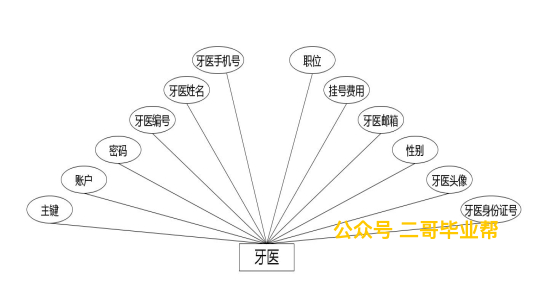 牙医手机号
职位
牙医姓名
挂号费用
牙医编号
牙医邮箱
密码
性别
账户
牙医头像
主键
牙医身份证号
公众号 二哥毕业帮
牙医